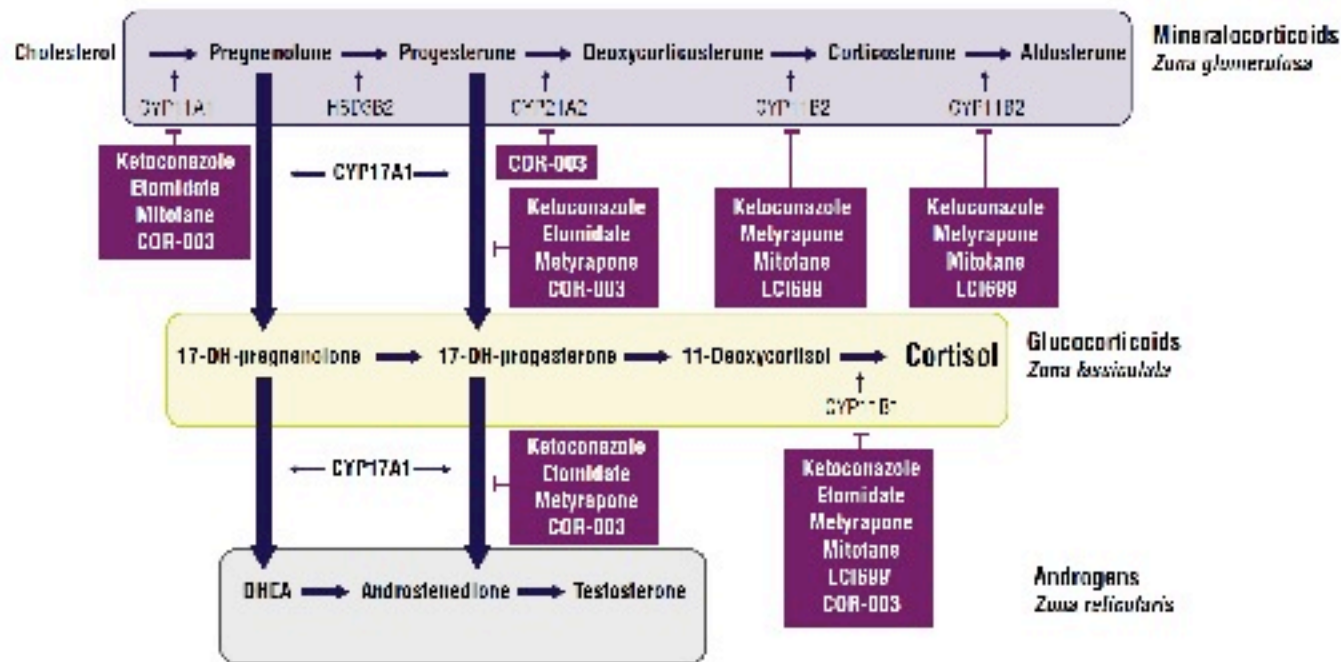 Cholesterol
Pregnenolone
Progesterone
Deoxycorticosterone
Corticosterone
Aldosterone
Mineralocorticoids
Zona glomerulosa
CYP11A1
HSD3B2
CYP21A2
CYP11B2
CYP11B2
Ketoconazole
Etomidate
Mitotane
COR-003
CYP17A1
COR-003
Ketoconazole
Etomidate
Metyrapone
COR-003
Ketoconazole
Metyrapone
Mitotane
LCI699
Ketoconazole
Metyrapone
Mitotane
LCI699
17-OH-pregnenolone
17-OH-progesterone
11-Deoxycortisol
Cortisol
Glucocorticoids
Zona fasciculata
CYP11B1
CYP17A1
Ketoconazole
Etomidate
Metyrapone
COR-003
Ketoconazole
Etomidate
Metyrapone
Mitotane
LCI699
COR-003
DHEA
Androstenedione
Testosterone
Androgens
Zona reticularis